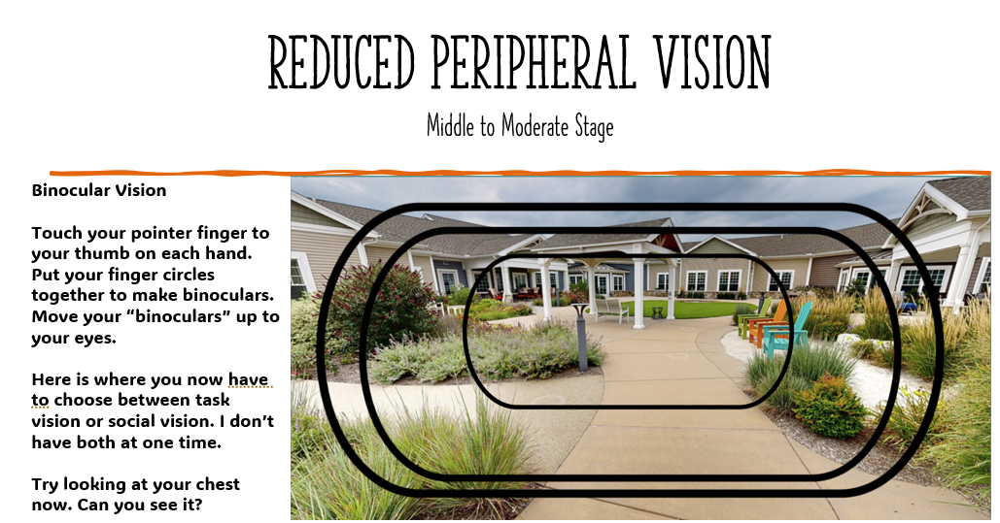 REDUCED PERIPHERAL VISION
Middle to Moderate Stage
Binocular Vision
Touch your pointer finger to
your thumb on each hand.
Put your finger circles
together to make binoculars.
Move your “binoculars” up to
your eyes.
Here is where you now have
to choose between task
vision or social vision. I don’t
have both at one time.
Try looking at your chest
now. Can you see it?